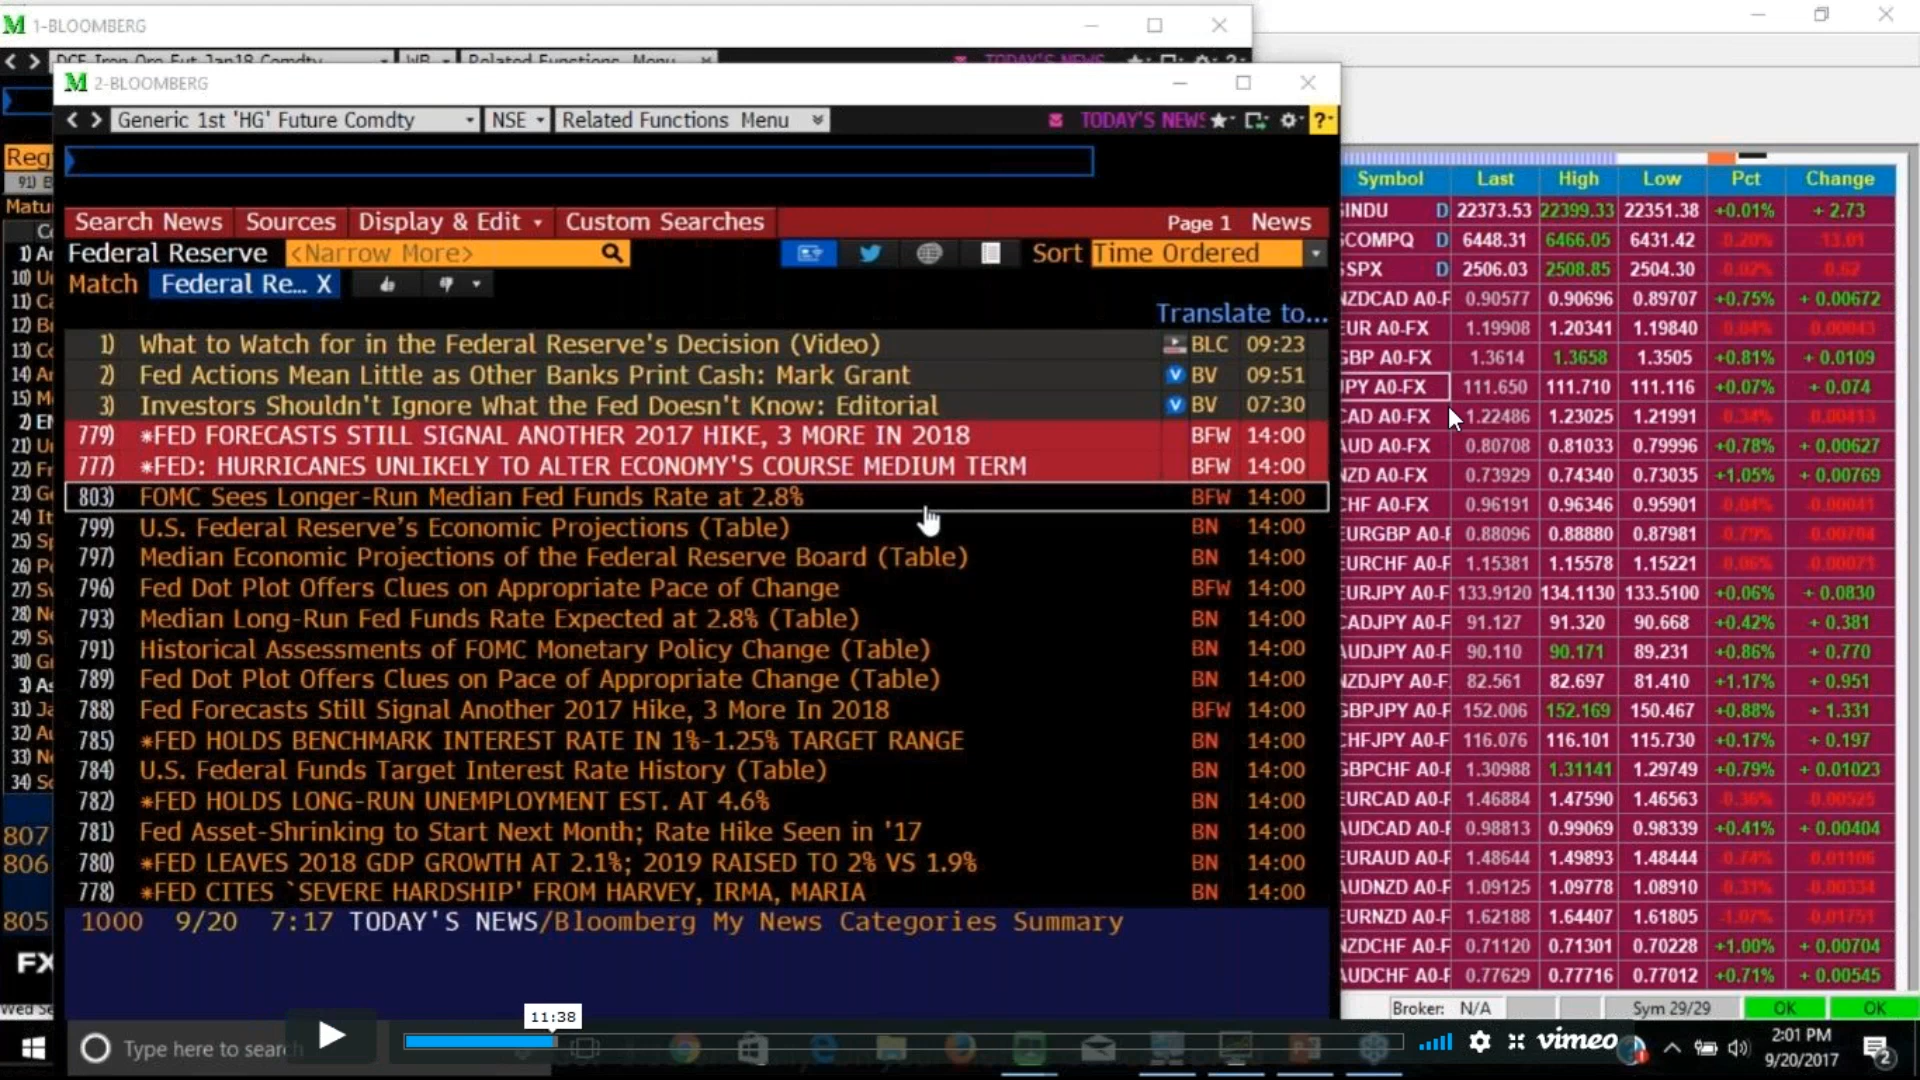 1-BLOOMBERG
2-BLOOMBERG
Generic 1st 'HG' Future Comdty NSE Related Functions Menu TODAY'S NEWS
Search News Sources Display & Edit Custom Searches Page 1 News
Federal Reserve <Narrow More> Sort Time Ordered
Match Federal Re... X
Translate to...
1) What to Watch for in the Federal Reserve's Decision (Video) BLC 09:23
2) Fed Actions Mean Little as Other Banks Print Cash: Mark Grant BV 09:51
3) Investors Shouldn't Ignore What the Fed Doesn't Know: Editorial BV 07:30
779) *FED FORECASTS STILL SIGNAL ANOTHER 2017 HIKE, 3 MORE IN 2018 BFW 14:00
777) *FED: HURRICANES UNLIKELY TO ALTER ECONOMY'S COURSE MEDIUM TERM BFW 14:00
803) FOMC Sees Longer-Run Median Fed Funds Rate at 2.8% BFW 14:00
799) U.S. Federal Reserve's Economic Projections (Table) BN 14:00
797) Median Economic Projections of the Federal Reserve Board (Table) BN 14:00
796) Fed Dot Plot Offers Clues on Appropriate Pace of Change BFW 14:00
793) Median Long-Run Fed Funds Rate Expected at 2.8% (Table) BN 14:00
791) Historical Assessments of FOMC Monetary Policy Change (Table) BN 14:00
789) Fed Dot Plot Offers Clues on Pace of Appropriate Change (Table) BN 14:00
788) Fed Forecasts Still Signal Another 2017 Hike, 3 More In 2018 BFW 14:00
785) *FED HOLDS BENCHMARK INTEREST RATE IN 1%-1.25% TARGET RANGE BN 14:00
784) U.S. Federal Funds Target Interest Rate History (Table) BN 14:00
782) *FED HOLDS LONG-RUN UNEMPLOYMENT EST. AT 4.6% BN 14:00
781) Fed Asset-Shrinking to Start Next Month; Rate Hike Seen in '17 BN 14:00
780) *FED LEAVES 2018 GDP GROWTH AT 2.1%; 2019 RAISED TO 2% VS 1.9% BN 14:00
778) *FED CITES `SEVERE HARDSHIP' FROM HARVEY, IRMA, MARIA BN 14:00
1000 9/20 7:17 TODAY'S NEWS/Bloomberg My News Categories Summary
807
806
805
FX
Symbol Last High Low Pct Change
INDU D 22373.53 22399.33 22351.38 +0.01% + 2.73
COMPQ D 6448.31 6466.05 6431.42
SPX D 2506.03 2508.85 2504.30
NZDCAD A0-F 0.90577 0.90696 0.89707 +0.75% + 0.00672
EUR A0-FX 1.19908 1.20341 1.19840
GBP A0-FX 1.3614 1.3658 1.3505 +0.81% + 0.0109
JPY A0-FX 111.650 111.710 111.116 +0.07% + 0.074
CAD A0-FX 1.22486 1.23025 1.21991
AUD A0-FX 0.80708 0.81033 0.79996 +0.78% + 0.00627
NZD A0-FX 0.73929 0.74340 0.73035 +1.05% + 0.00769
CHF A0-FX 0.96191 0.96346 0.95901
EURGBP A0-F 0.88096 0.88880 0.87981
EURCHF A0-F 1.15381 1.15578 1.15221
EURJPY A0-F 133.9120 134.1130 133.5100 +0.06% + 0.0830
CADJPY A0-F 91.127 91.320 90.668 +0.42% + 0.381
AUDJPY A0-F 90.110 90.171 89.231 +0.86% + 0.770
NZDJPY A0-F 82.561 82.697 81.410 +1.17% + 0.951
GBPJPY A0-F 152.006 152.169 150.467 +0.88% + 1.331
CHFJPY A0-F 116.076 116.101 115.730 +0.17% + 0.197
GBPCHF A0-F 1.30988 1.31141 1.29749 +0.79% + 0.01023
EURCAD A0-F 1.46884 1.47590 1.46563
AUDCAD A0-F 0.98813 0.99069 0.98339 +0.41% + 0.00404
EURAUD A0-F 1.48644 1.49893 1.48444
AUDNZD A0-F 1.09125 1.09778 1.08910
EURNZD A0-F 1.62188 1.64407 1.61805
NZDCHF A0-F 0.71120 0.71301 0.70228 +1.00% + 0.00704
AUDCHF A0-F 0.77629 0.77716 0.77012 +0.71% + 0.00545
Broker: N/A Sym 29/29 OK OK
11:38
Type here to search
vimeo
2:01 PM
9/20/2017
2